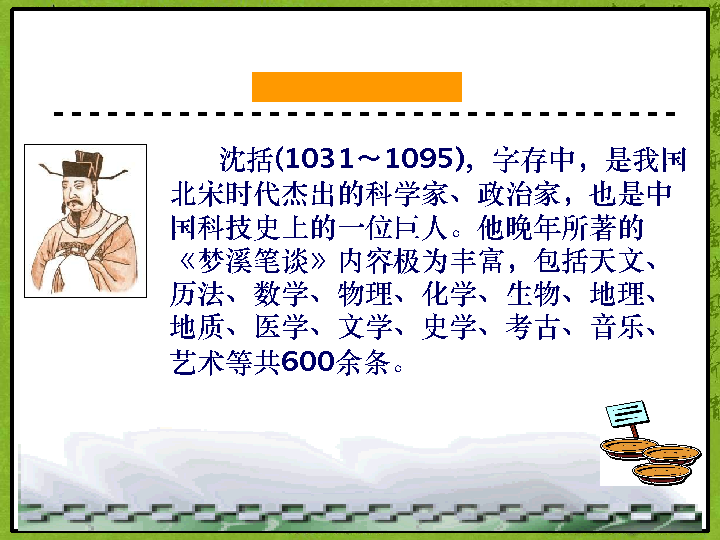 沈括(1031～1095)，字存中，是我国
北宋时代杰出的科学家、政治家，也是中
国科技史上的一位巨人。他晚年所著的
《梦溪笔谈》内容极为丰富，包括天文、
历法、数学、物理、化学、生物、地理、
地质、医学、文学、史学、考古、音乐、
艺术等共600余条。